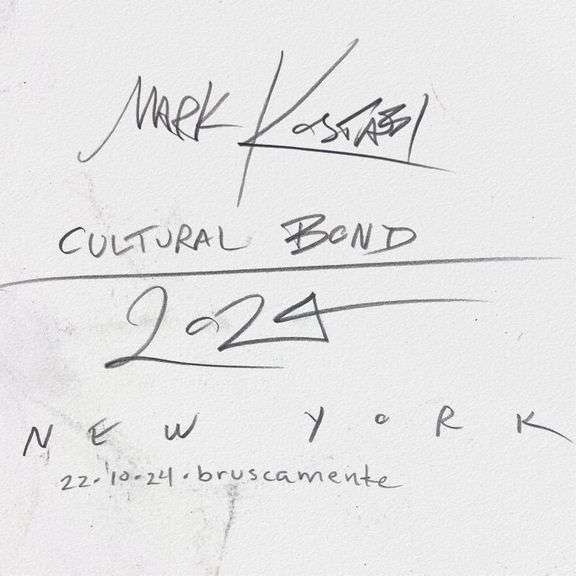 MARK KOSTABI
CULTURAL BOND
2024
NEW YORK
22.10.24.bruscamente